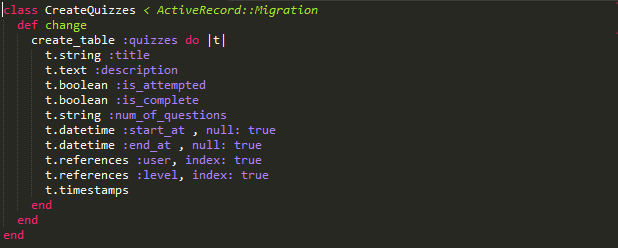 class CreateQuizzes < ActiveRecord::Migration
  def change
    create_table :quizzes do |t|
      t.string :title
      t.text :description
      t.boolean :is_attempted
      t.boolean :is_complete
      t.string :num_of_questions
      t.datetime :start_at , null: true
      t.datetime :end_at , null: true
      t.references :user, index: true
      t.references :level, index: true
      t.timestamps
    end
  end
end